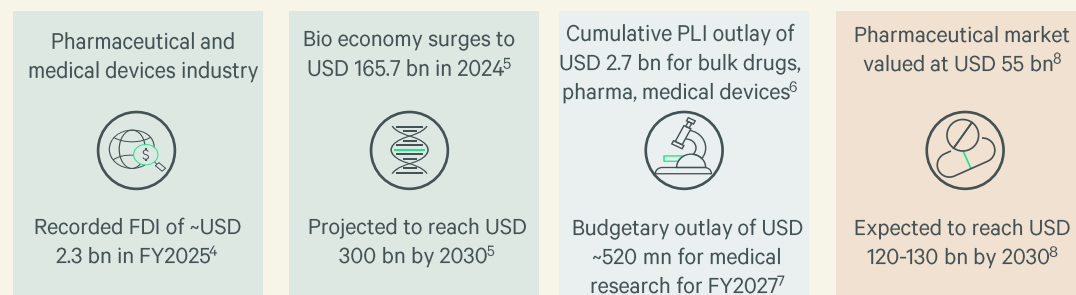 Pharmaceutical and
medical devices industry
$
Recorded FDI of ~USD
2.3 bn in FY2025⁴
Bio economy surges to
USD 165.7 bn in 2024⁵
Projected to reach USD
300 bn by 2030⁵
Cumulative PLI outlay of
USD 2.7 bn for bulk drugs,
pharma, medical devices⁶
Budgetary outlay of USD
~520 mn for medical
research for FY2027⁷
Pharmaceutical market
valued at USD 55 bn⁸
Expected to reach USD
120-130 bn by 2030⁸